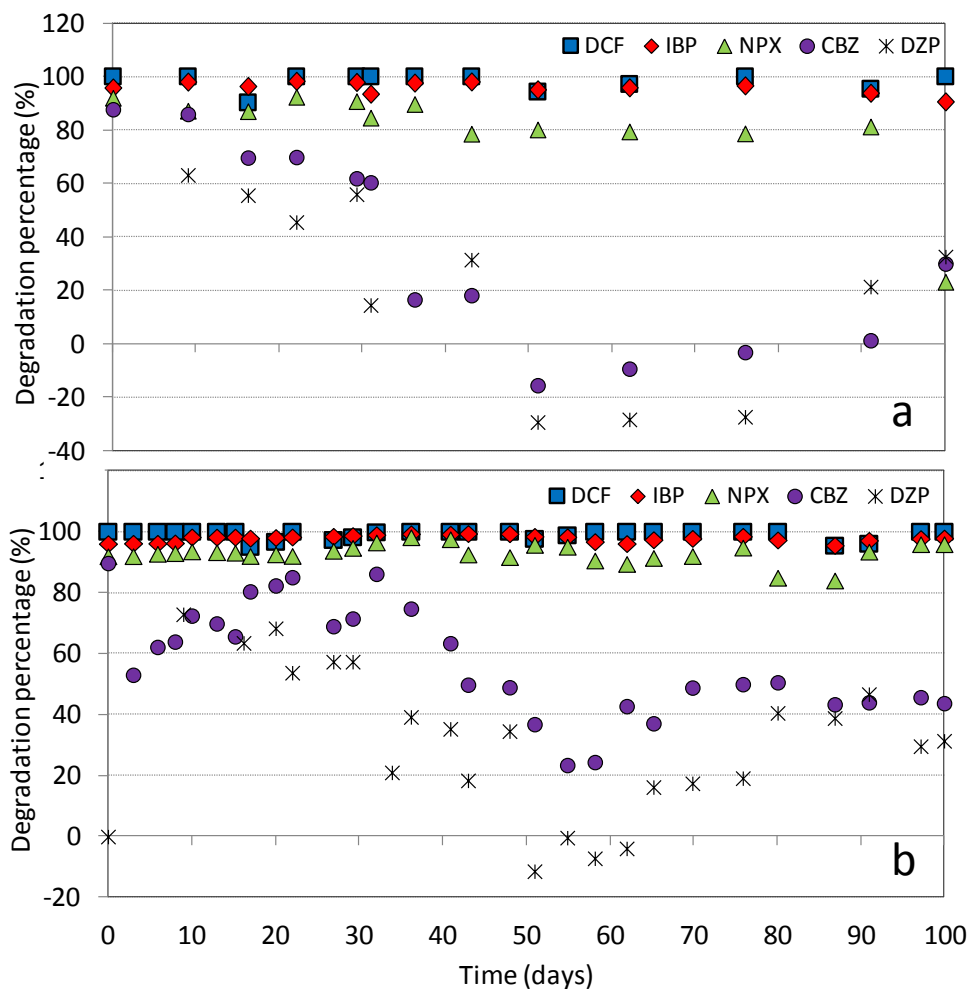 120
100
80
60
40
20
0
-20
-40
Degradation percentage (%)
DCF IBP NPX CBZ DZP
a
100
80
60
40
20
0
-20
Degradation percentage (%)
DCF IBP NPX CBZ DZP
b
0 10 20 30 40 50 60 70 80 90 100
Time (days)